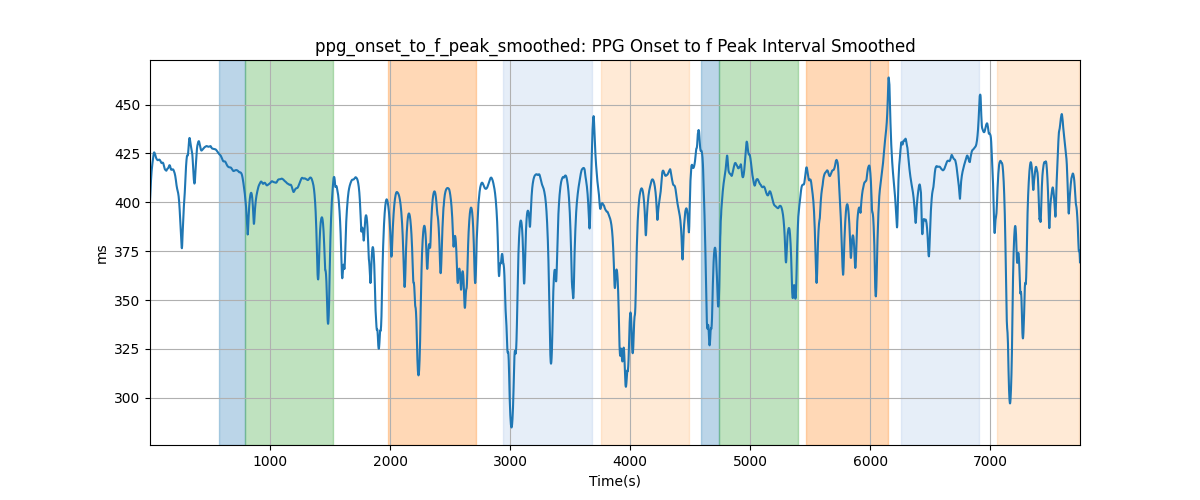 ppg_onset_to_f_peak_smoothed: PPG Onset to f Peak Interval Smoothed
450
425
400
375
350
325
300
ms
1000 2000 3000 4000 5000 6000 7000
Time(s)